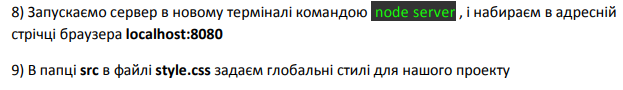 8) Запускаємо сервер в новому терміналі командою node server , і набираєм в адресній
стрічці браузера localhost:8080
9) В папці src в файлі style.css задаєм глобальні стилі для нашого проекту